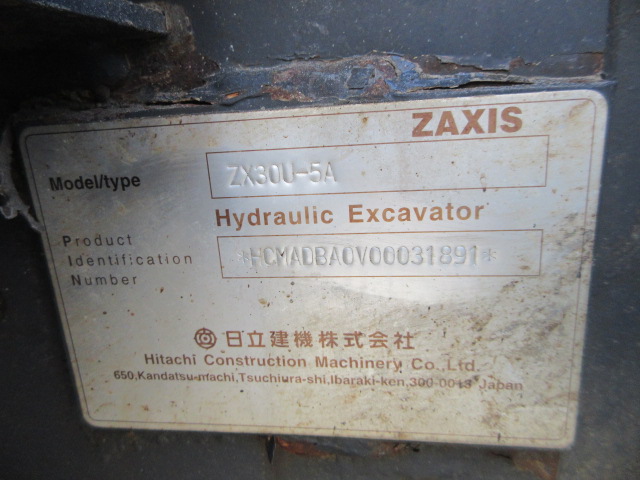 ZAXIS
Model/type ZX30U-5A
Hydraulic Excavator
Product
Identification *HCMADBA0V00031891*
Number
日立建機株式会社
Hitachi Construction Machinery Co.,Ltd.
650,Kandatsu-machi,Tsuchiura-shi,Ibaraki-ken,300-0013 Japan